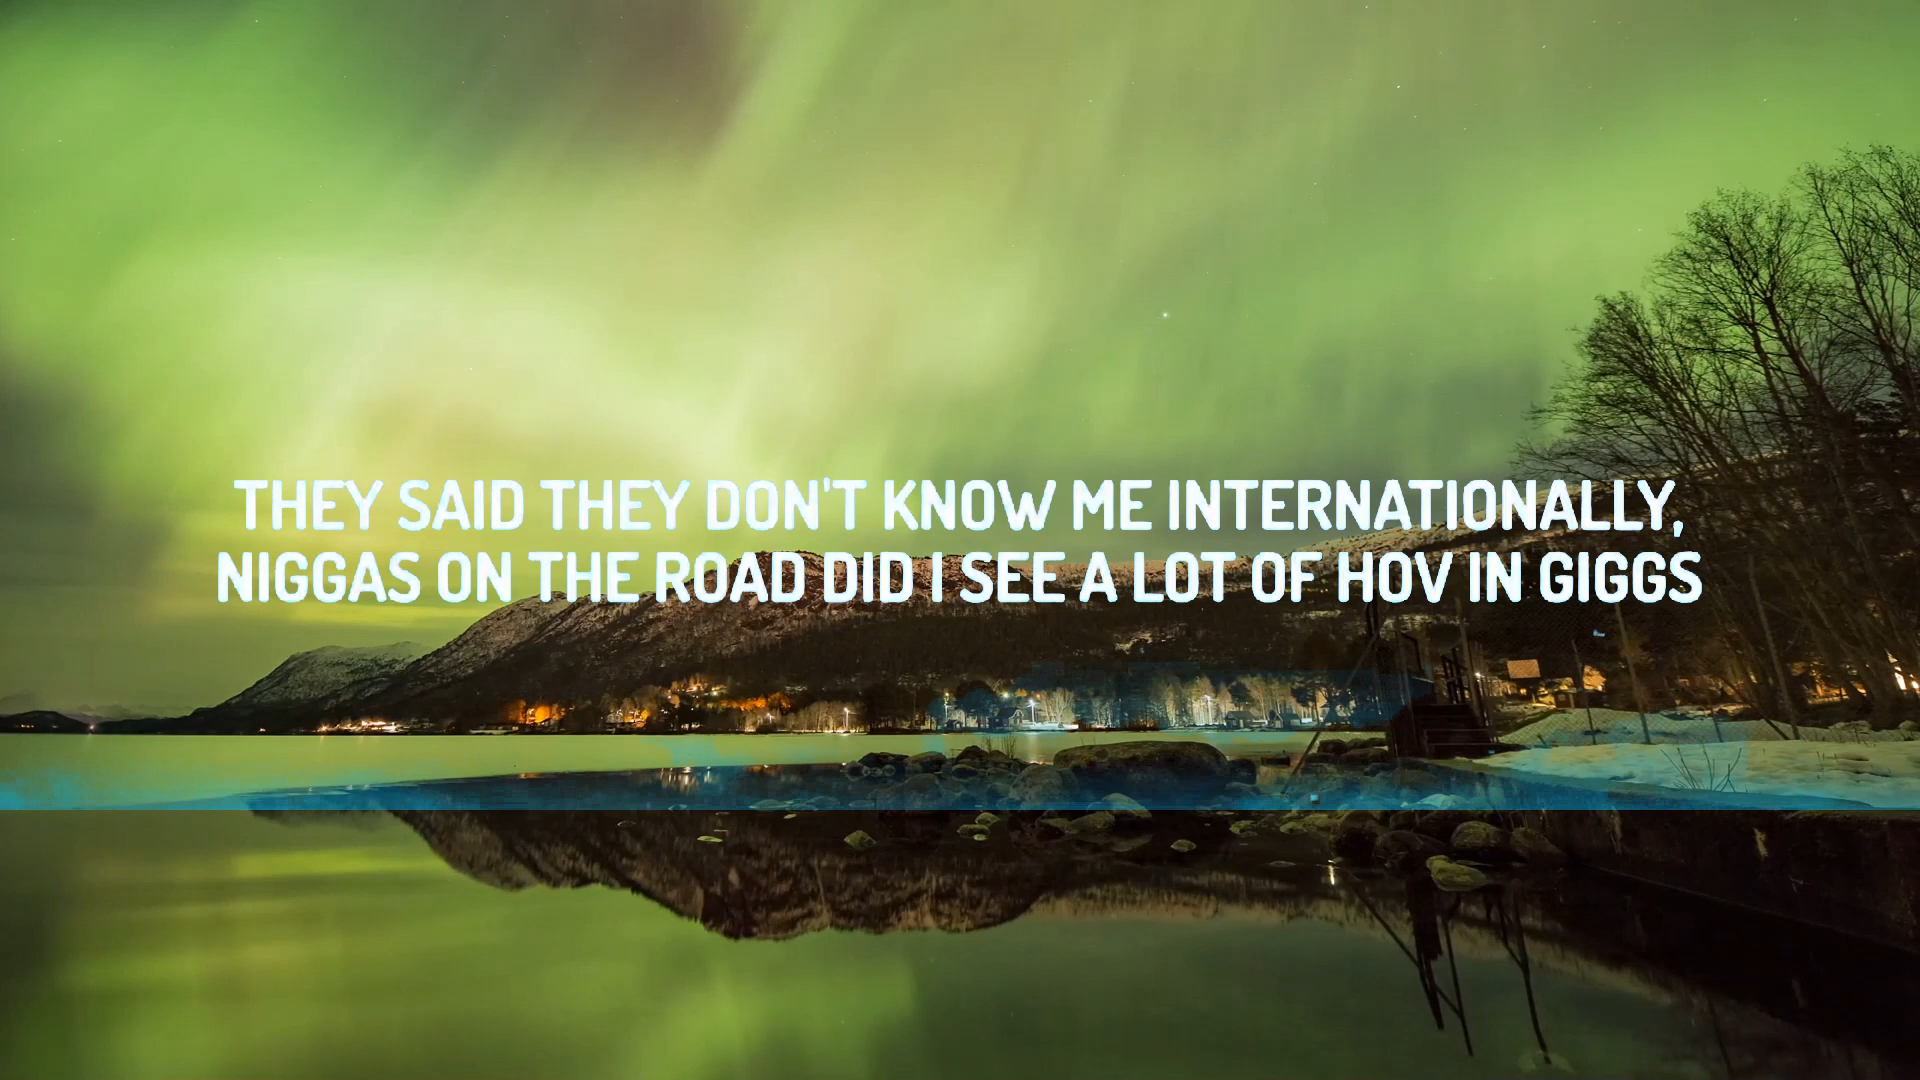 THEY SAID THEY DON'T KNOW ME INTERNATIONALLY,
NIGGAS ON THE ROAD DID I SEE A LOT OF HOV IN GIGGS